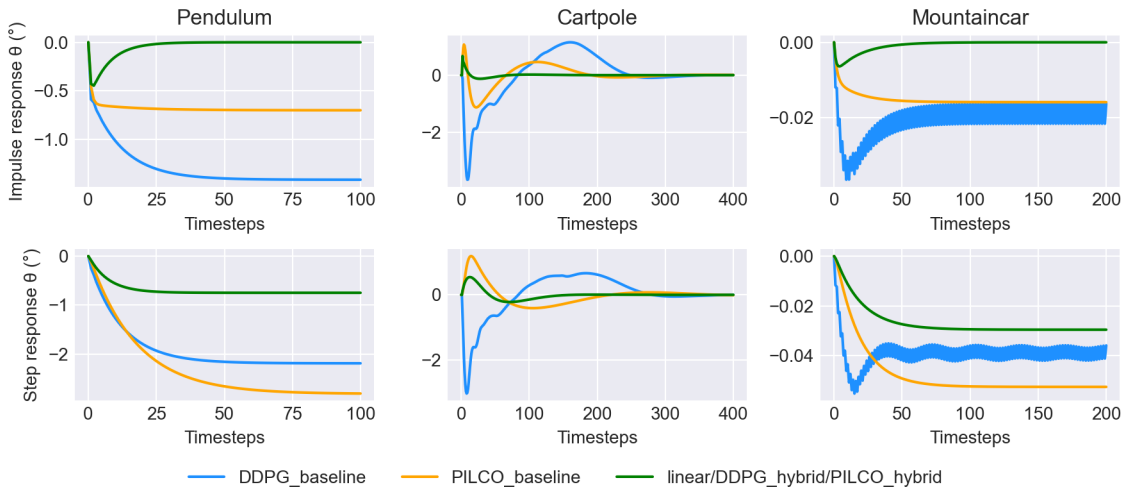 Pendulum
Cartpole
Mountaincar
Impulse response θ (°)
0.0
−0.5
−1.0
0 25 50 75 100
Timesteps
0
−2
0 100 200 300 400
Timesteps
0.00
−0.02
0 50 100 150 200
Timesteps
Step response θ (°)
0
−1
−2
0 25 50 75 100
Timesteps
0
−2
0 100 200 300 400
Timesteps
0.00
−0.02
−0.04
0 50 100 150 200
Timesteps
DDPG_baseline PILCO_baseline linear/DDPG_hybrid/PILCO_hybrid